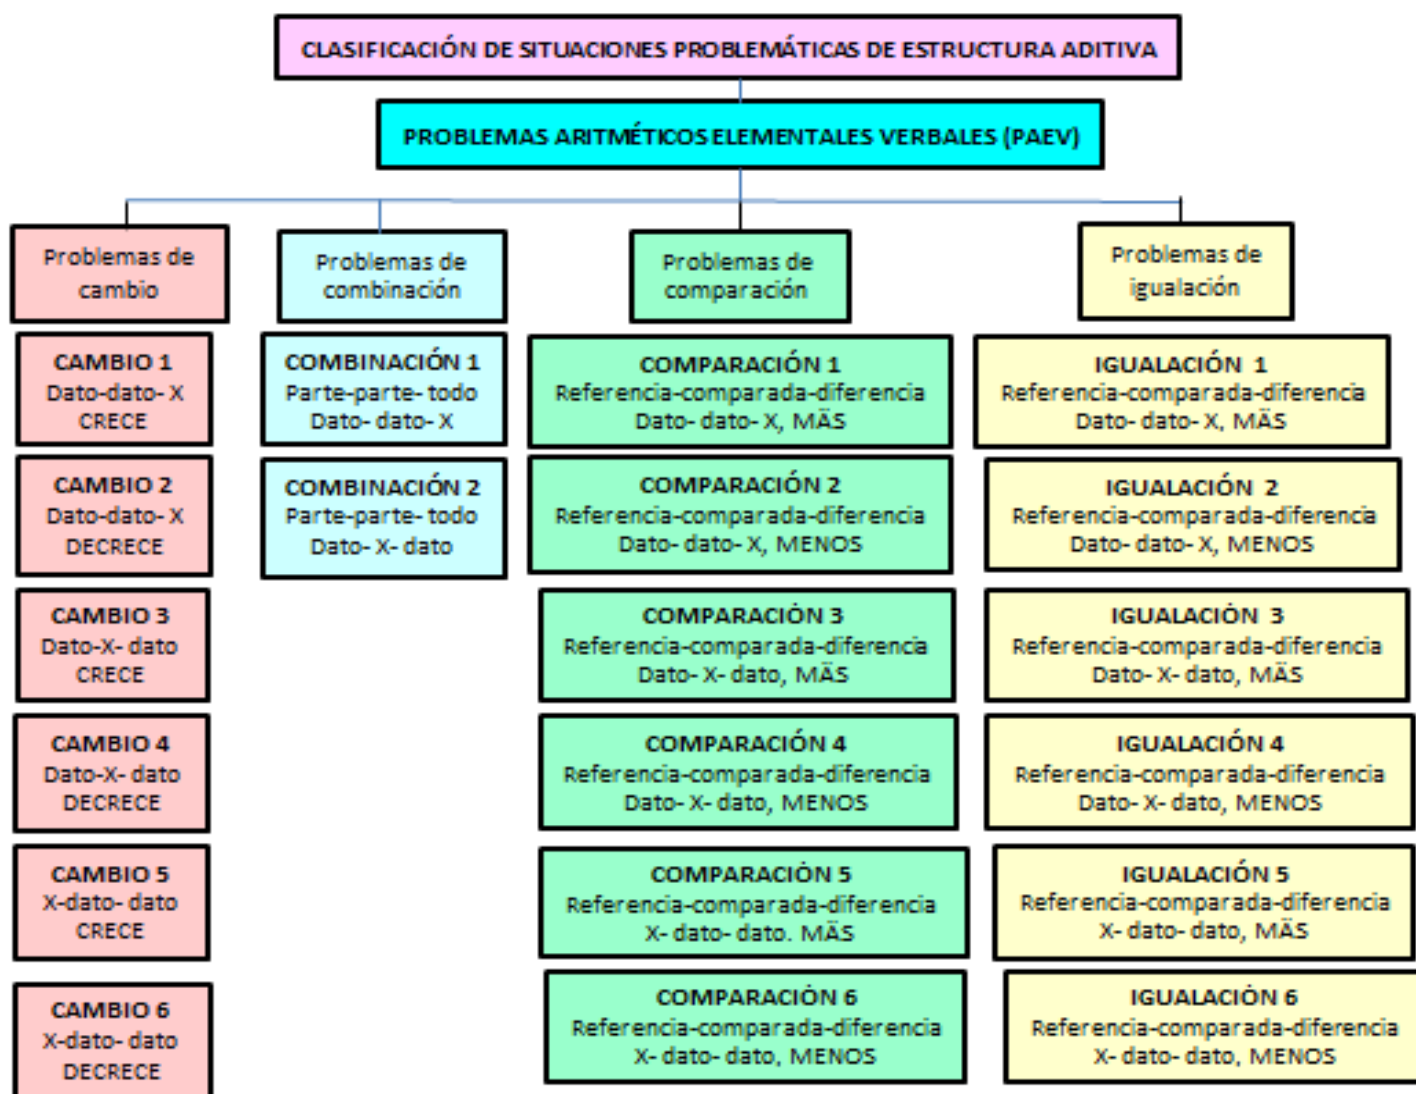 CLASIFICACIÓN DE SITUACIONES PROBLEMÁTICAS DE ESTRUCTURA ADITIVA
PROBLEMAS ARITMÉTICOS ELEMENTALES VERBALES (PAEV)
Problemas de
cambio
Problemas de
combinación
Problemas de
comparación
Problemas de
igualación
CAMBIO 1
Dato-dato- X
CRECE
COMBINACIÓN 1
Parte-parte- todo
Dato- dato- X
COMPARACIÓN 1
Referencia-comparada-diferencia
Dato- dato- X, MÄS
IGUALACIÓN 1
Referencia-comparada-diferencia
Dato- dato- X, MÄS
CAMBIO 2
Dato-dato- X
DECRECE
COMBINACIÓN 2
Parte-parte- todo
Dato- X- dato
COMPARACIÓN 2
Referencia-comparada-diferencia
Dato- dato- X, MENOS
IGUALACIÓN 2
Referencia-comparada-diferencia
Dato- dato- X, MENOS
CAMBIO 3
Dato-X- dato
CRECE
COMPARACIÓN 3
Referencia-comparada-diferencia
Dato- X- dato, MÄS
IGUALACIÓN 3
Referencia-comparada-diferencia
Dato- X- dato, MÄS
CAMBIO 4
Dato-X- dato
DECRECE
COMPARACIÓN 4
Referencia-comparada-diferencia
Dato- X- dato, MENOS
IGUALACIÓN 4
Referencia-comparada-diferencia
Dato- X- dato, MENOS
CAMBIO 5
X-dato- dato
CRECE
COMPARACIÓN 5
Referencia-comparada-diferencia
X- dato- dato. MÄS
IGUALACIÓN 5
Referencia-comparada-diferencia
X- dato- dato, MÄS
CAMBIO 6
X-dato- dato
DECRECE
COMPARACIÓN 6
Referencia-comparada-diferencia
X- dato- dato, MENOS
IGUALACIÓN 6
Referencia-comparada-diferencia
X- dato- dato, MENOS